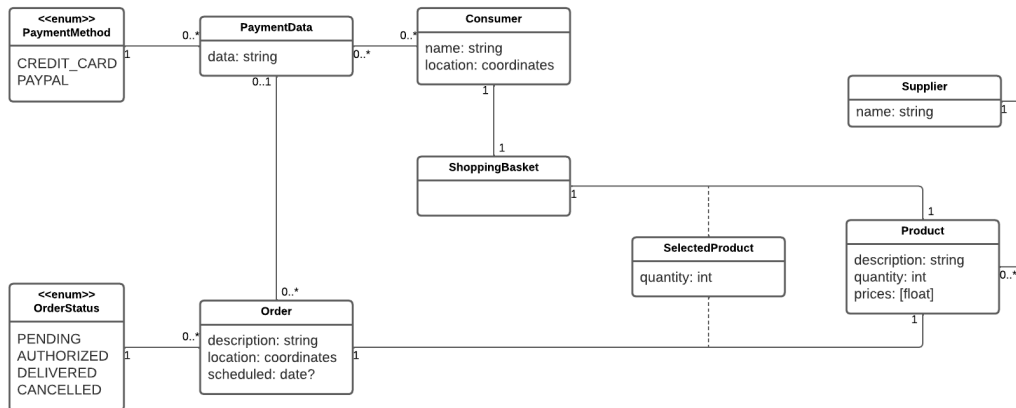 <<enum>>
PaymentMethod
CREDIT_CARD
PAYPAL
1
0..*
PaymentData
data: string
0..*
0..*
0..1
Consumer
name: string
location: coordinates
1
1
ShoppingBasket
1
Supplier
name: string
1
1
Product
description: string
quantity: int
prices: [float]
0..*
1
SelectedProduct
quantity: int
<<enum>>
OrderStatus
PENDING
AUTHORIZED
DELIVERED
CANCELLED
1
0..*
0..*
Order
description: string
location: coordinates
scheduled: date?
1